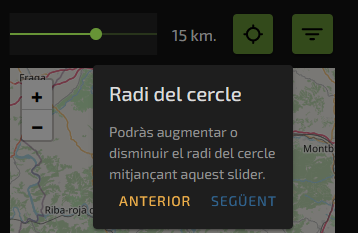 15 km.
Fraga
+
−
Radi del cercle
Podràs augmentar o
disminuir el radi del cercle
mitjançant aquest slider.
ANTERIOR SEGÜENT
Montb
Riba-roja d